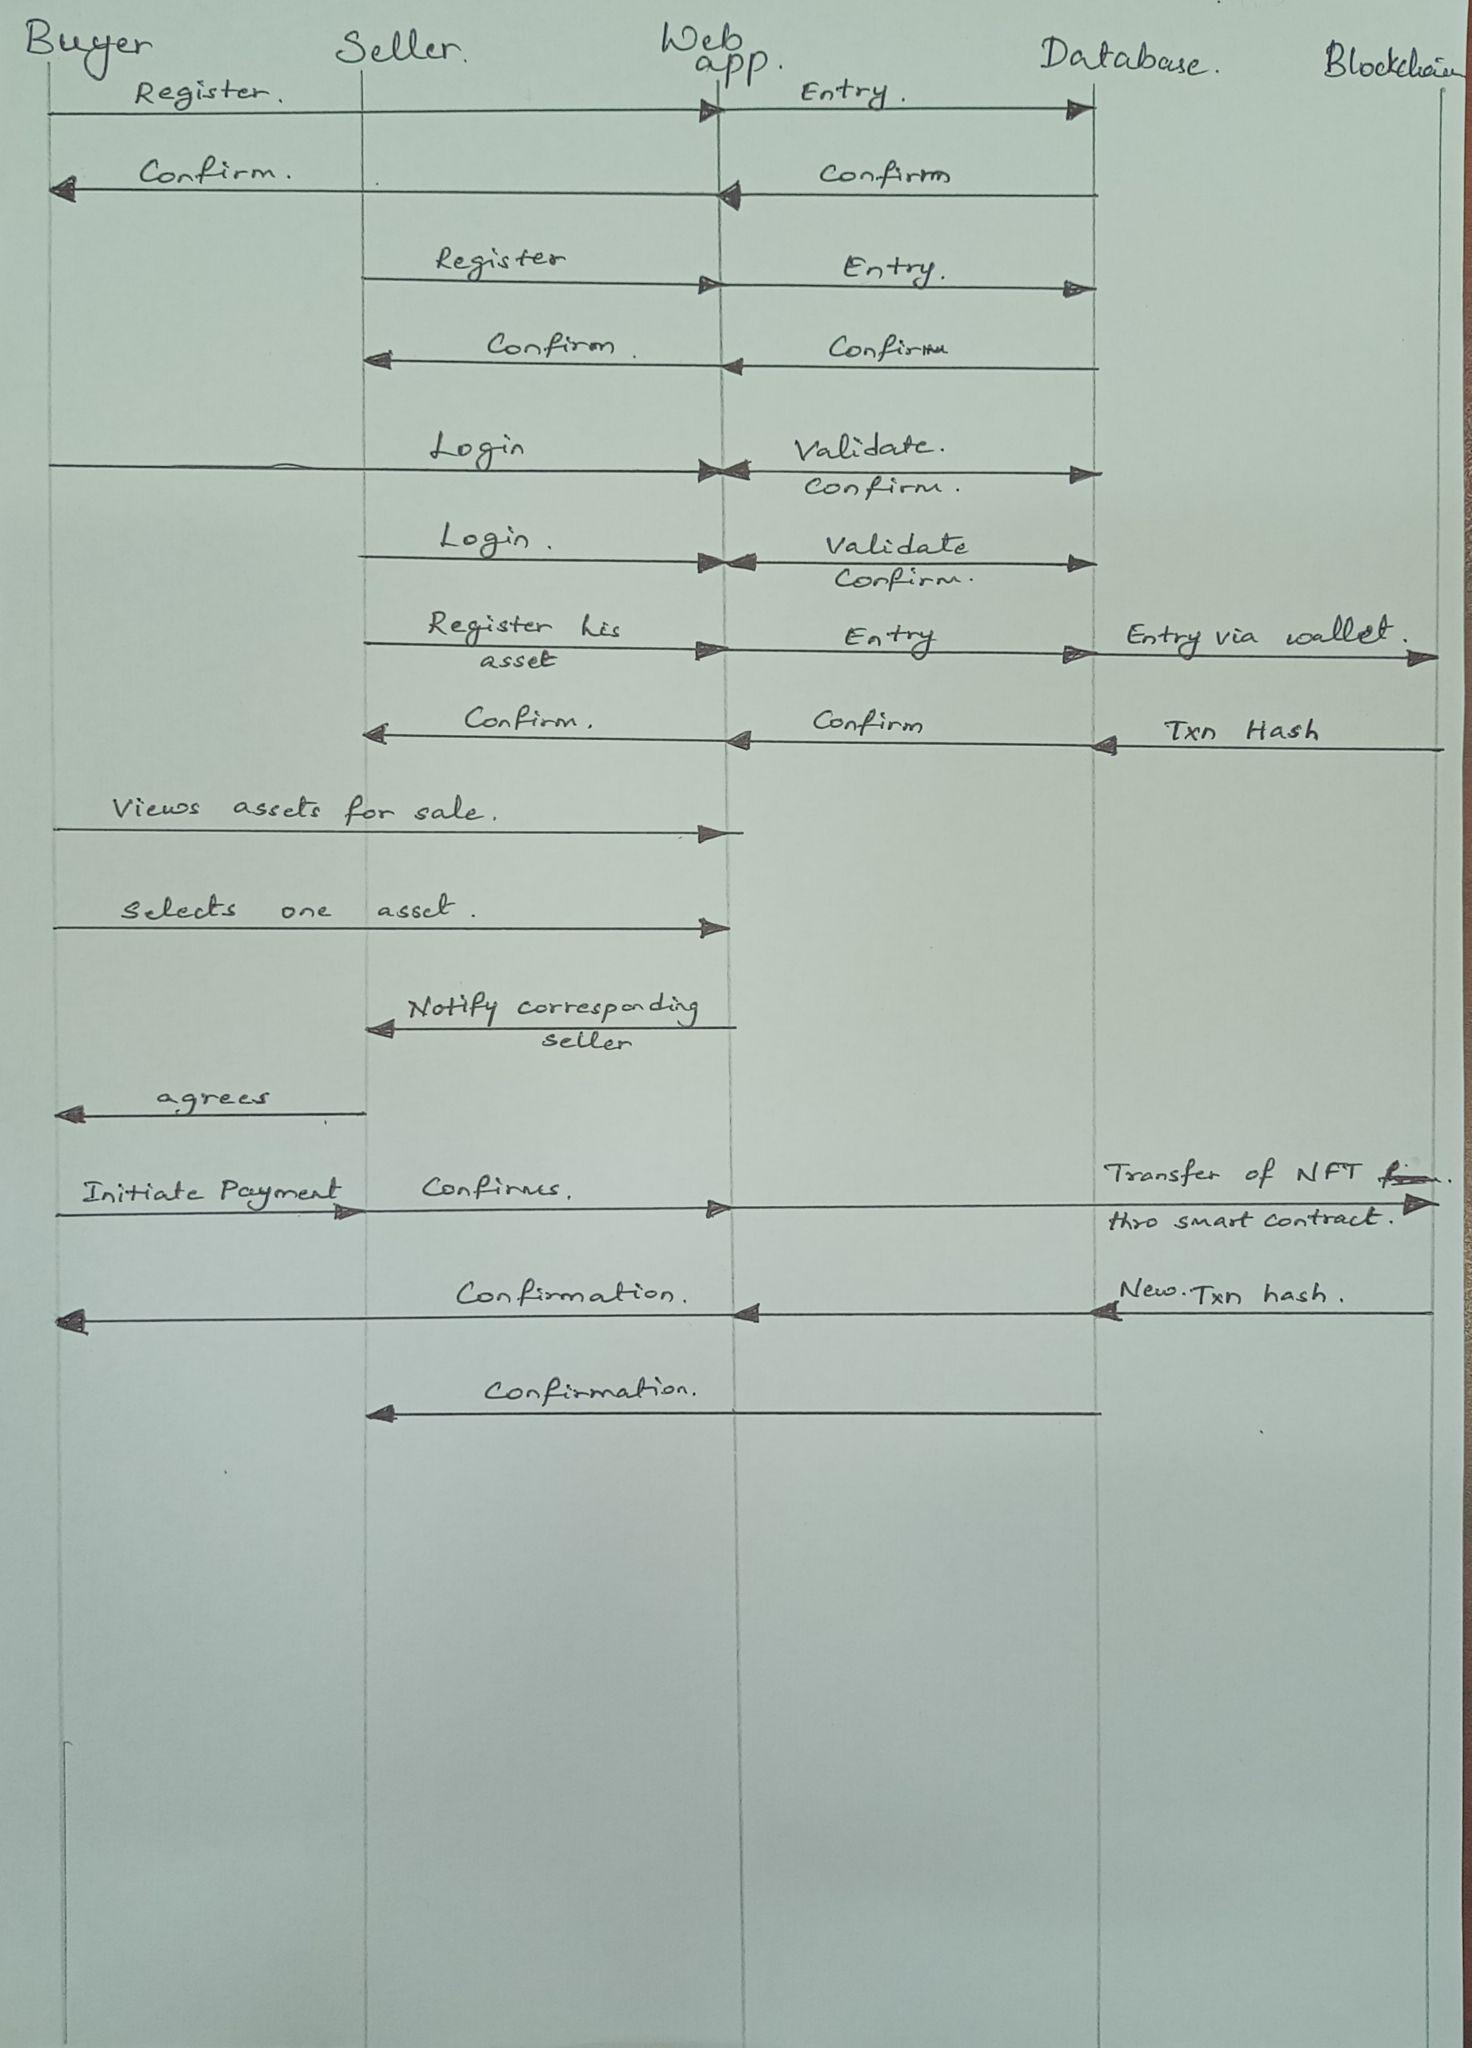 Buyer Seller. Web app. Database. Blockchain
Register. Entry.
Confirm. Confirm
Register Entry.
Confirm. Confirm
Login Validate.
Confirm.
Login. Validate
Confirm.
Register his asset Entry Entry via wallet.
Confirm. Confirm Txn Hash
Views assets for sale.
Selects one asset.
Notify corresponding
seller
agrees
Initiate Payment Confirms. Transfer of NFT
thro smart contract.
Confirmation. New Txn hash.
Confirmation.